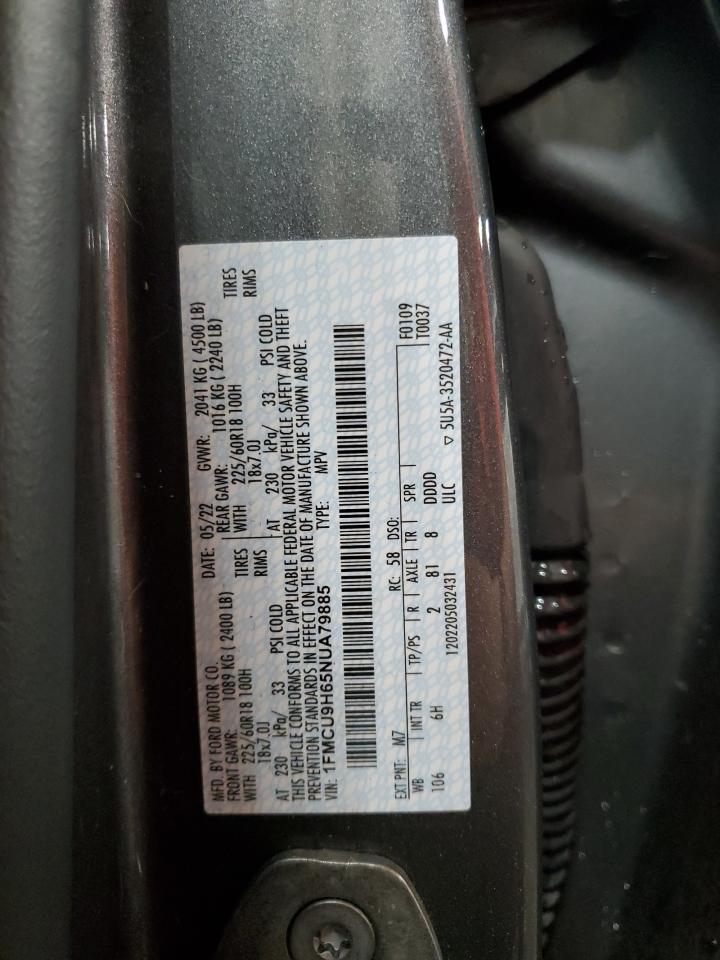 MFD. BY FORD MOTOR CO. DATE: 05/22 GVWR: 2041 KG ( 4500 LB)
FRONT GAWR: 1089 KG ( 2400 LB) REAR GAWR: 1016 KG ( 2240 LB)
WITH 225/60R18 100H TIRES WITH 225/60R18 100H TIRES
18x7.0J RIMS 18x7.0J RIMS
AT 230 kPa/ 33 PSI COLD AT 230 kPa/ 33 PSI COLD
THIS VEHICLE CONFORMS TO ALL APPLICABLE FEDERAL MOTOR VEHICLE SAFETY AND THEFT
PREVENTION STANDARDS IN EFFECT ON THE DATE OF MANUFACTURE SHOWN ABOVE.
VIN: 1FMCU9H65NUA79885 TYPE: MPV
EXT PNT: M7 RC: 58 DSO: F0109
WB INT TR TP/PS R AXLE TR SPR T0037
106 6H 2 81 8 DDDD
1202205032431 ULC ▽ 5U5A-3520472-AA